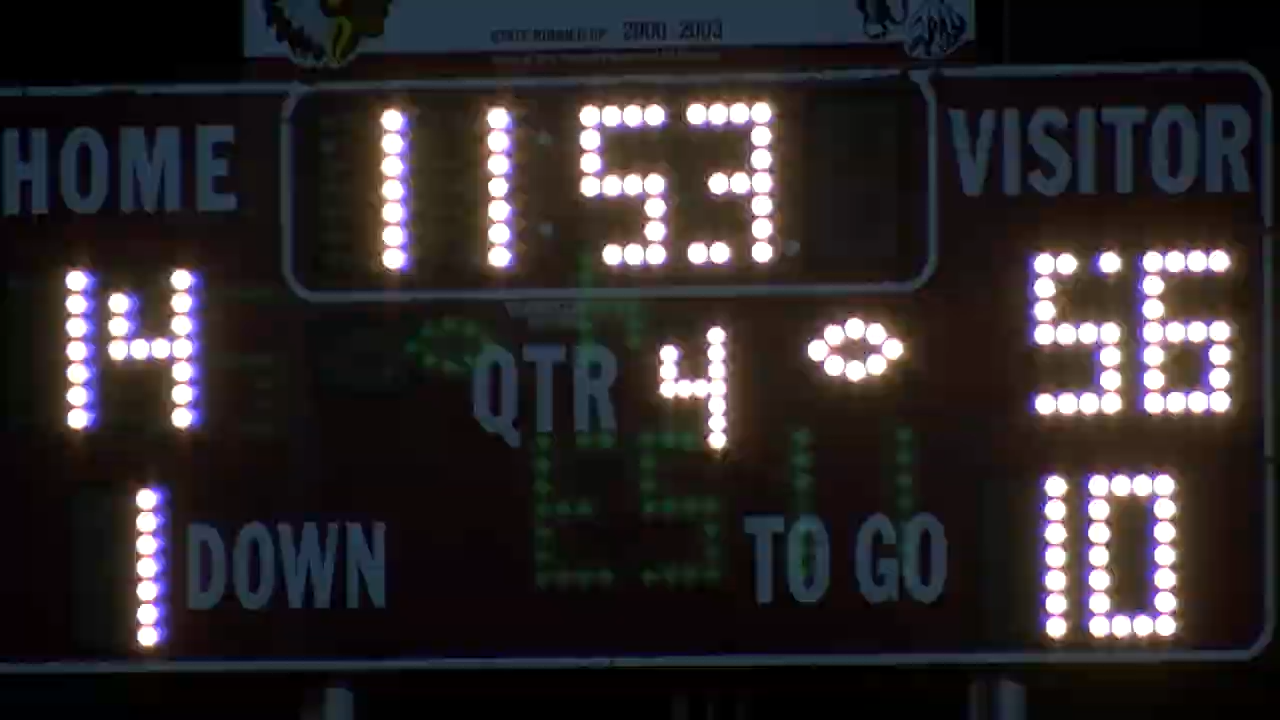 STATE RUNNER UP 2000 2003
HOME 11 53 VISITOR
14 QTR 4 56
1 DOWN TO GO 10